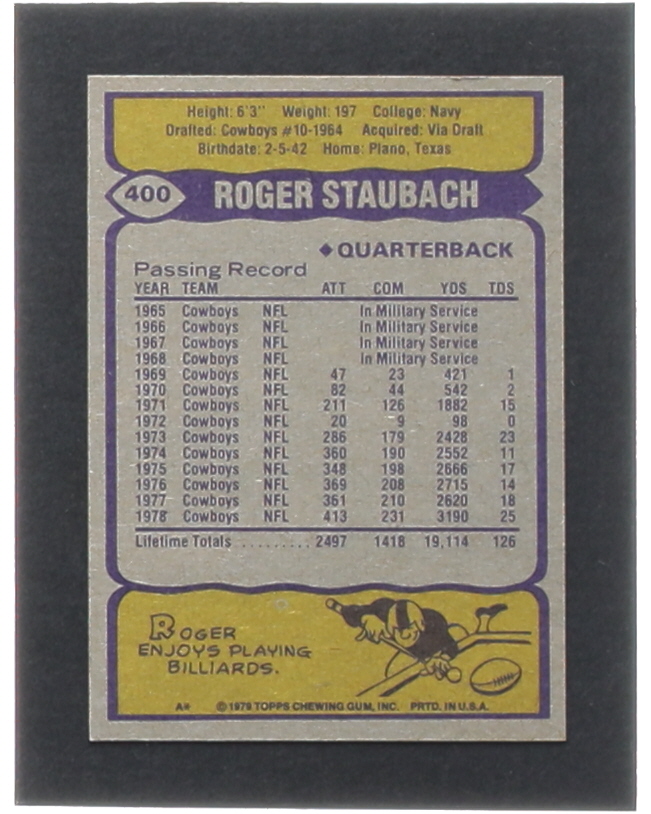 Height: 6'3" Weight: 197 College: Navy
Drafted: Cowboys #10-1964 Acquired: Via Draft
Birthdate: 2-5-42 Home: Plano, Texas
400 ROGER STAUBACH
◆ QUARTERBACK
Passing Record
YEAR TEAM ATT COM YDS TDS
1965 Cowboys NFL In Military Service
1966 Cowboys NFL In Military Service
1967 Cowboys NFL In Military Service
1968 Cowboys NFL In Military Service
1969 Cowboys NFL 47 23 421 1
1970 Cowboys NFL 82 44 542 2
1971 Cowboys NFL 211 126 1882 15
1972 Cowboys NFL 20 9 98 0
1973 Cowboys NFL 286 179 2428 23
1974 Cowboys NFL 360 190 2552 11
1975 Cowboys NFL 348 198 2666 17
1976 Cowboys NFL 369 208 2715 14
1977 Cowboys NFL 361 210 2620 18
1978 Cowboys NFL 413 231 3190 25
Lifetime Totals ......... 2497 1418 19,114 126
ROGER
ENJOYS PLAYING
BILLIARDS.
A* © 1979 TOPPS CHEWING GUM, INC. PRTD. IN U.S.A.